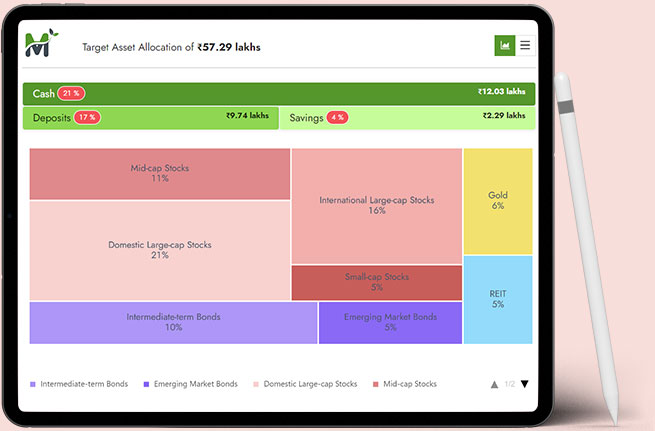 M
Target Asset Allocation of ₹57.29 lakhs
Cash 21 % ₹12.03 lakhs
Deposits 17 % ₹9.74 lakhs
Savings 4 % ₹2.29 lakhs
Mid-cap Stocks
11%
Domestic Large-cap Stocks
21%
International Large-cap Stocks
16%
Small-cap Stocks
5%
Gold
6%
REIT
5%
Intermediate-term Bonds
10%
Emerging Market Bonds
5%
Intermediate-term Bonds Emerging Market Bonds Domestic Large-cap Stocks Mid-cap Stocks 1/2